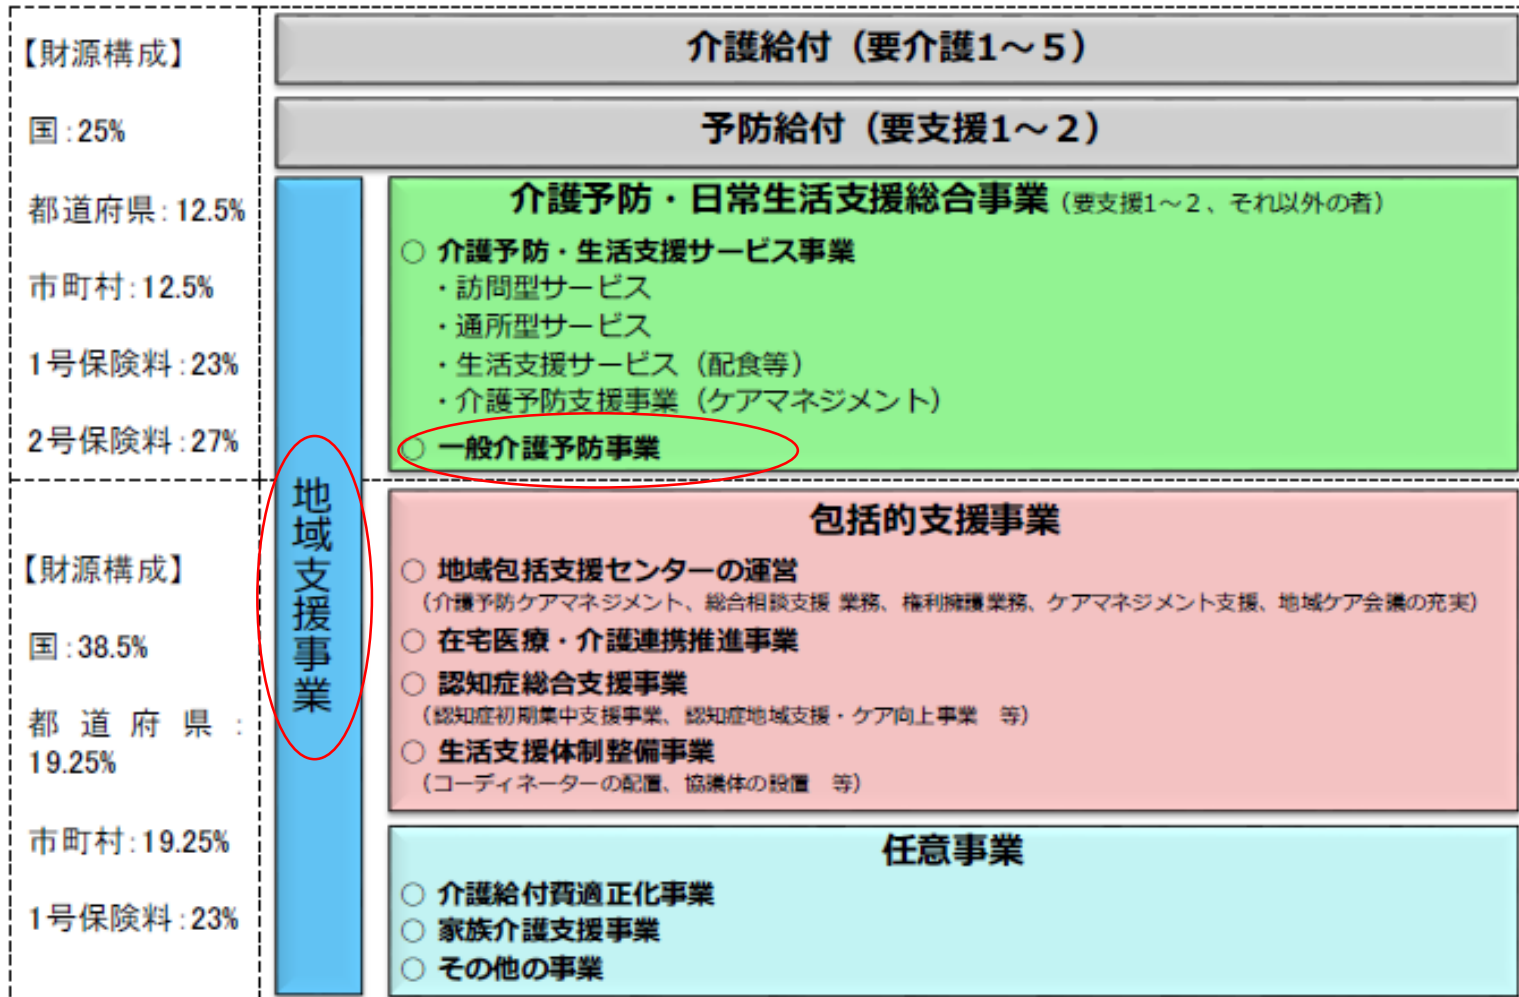 【財源構成】
国：25%
都道府県：12.5%
市町村：12.5%
1号保険料：23%
2号保険料：27%
介護給付（要介護1～５）
予防給付（要支援1～２）
地域支援事業
介護予防・日常生活支援総合事業（要支援1～２、それ以外の者）
○ 介護予防・生活支援サービス事業
・訪問型サービス
・通所型サービス
・生活支援サービス（配食等）
・介護予防支援事業（ケアマネジメント）
○ 一般介護予防事業
【財源構成】
国：38.5%
都道府県：
19.25%
市町村：19.25%
1号保険料：23%
包括的支援事業
○ 地域包括支援センターの運営
（介護予防ケアマネジメント、総合相談支援 業務、権利擁護業務、ケアマネジメント支援、地域ケア会議の充実）
○ 在宅医療・介護連携推進事業
○ 認知症総合支援事業
（認知症初期集中支援事業、認知症地域支援・ケア向上事業　等）
○ 生活支援体制整備事業
（コーディネーターの配置、協議体の設置　等）
任意事業
○ 介護給付費適正化事業
○ 家族介護支援事業
○ その他の事業